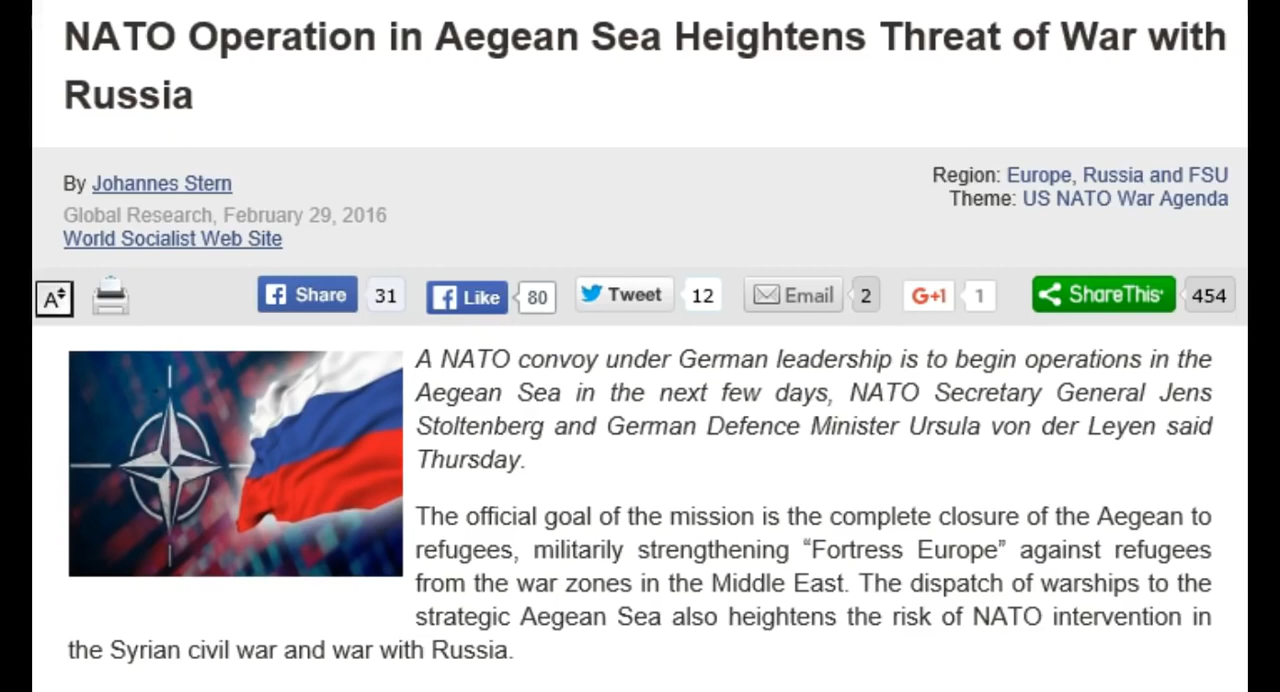 NATO Operation in Aegean Sea Heightens Threat of War with
Russia
By Johannes Stern
Global Research, February 29, 2016
World Socialist Web Site
Region: Europe, Russia and FSU
Theme: US NATO War Agenda
A
Share 31
Like 80
Tweet 12
Email 2
G+1 1
ShareThis 454
A NATO convoy under German leadership is to begin operations in the
Aegean Sea in the next few days, NATO Secretary General Jens
Stoltenberg and German Defence Minister Ursula von der Leyen said
Thursday.
The official goal of the mission is the complete closure of the Aegean to
refugees, militarily strengthening “Fortress Europe” against refugees
from the war zones in the Middle East. The dispatch of warships to the
strategic Aegean Sea also heightens the risk of NATO intervention in
the Syrian civil war and war with Russia.